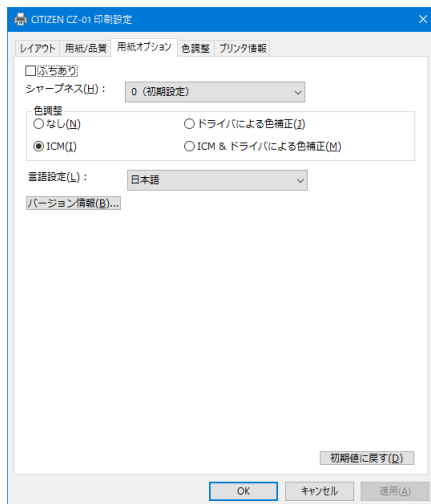 CITIZEN CZ-01 印刷設定
レイアウト 用紙/品質 用紙オプション 色調整 プリンタ情報
ふちあり
シャープネス(H)： 0（初期設定）
色調整
なし(N) ドライバによる色補正(J)
ICM(I) ICM & ドライバによる色補正(M)
言語設定(L)： 日本語
バージョン情報(B)...
初期値に戻す(D)
OK キャンセル 適用(A)